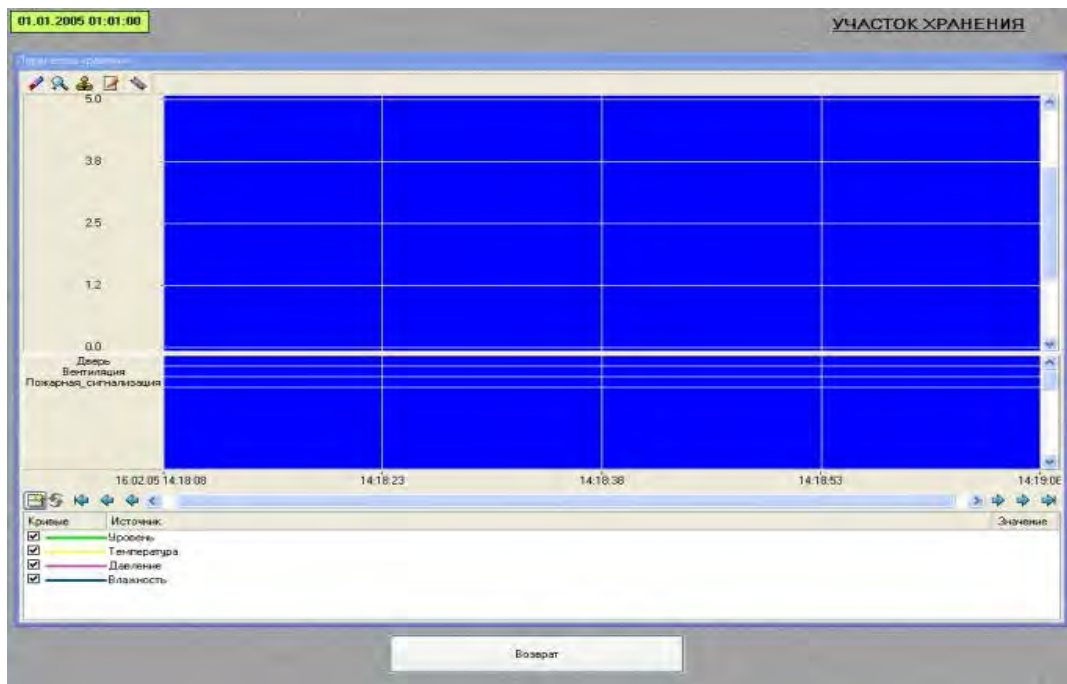 01.01.2005 01:01:00
УЧАСТОК ХРАНЕНИЯ
Параметры хранения
5.0
3.8
2.5
1.2
0.0
Дверь
Вентиляция
Пожарная_сигнализация
16.02.05 14:18:08 14:18:23 14:18:38 14:18:53 14:19:08
Кривые Источник Значение
Уровень
Температура
Давление
Влажность
Возврат